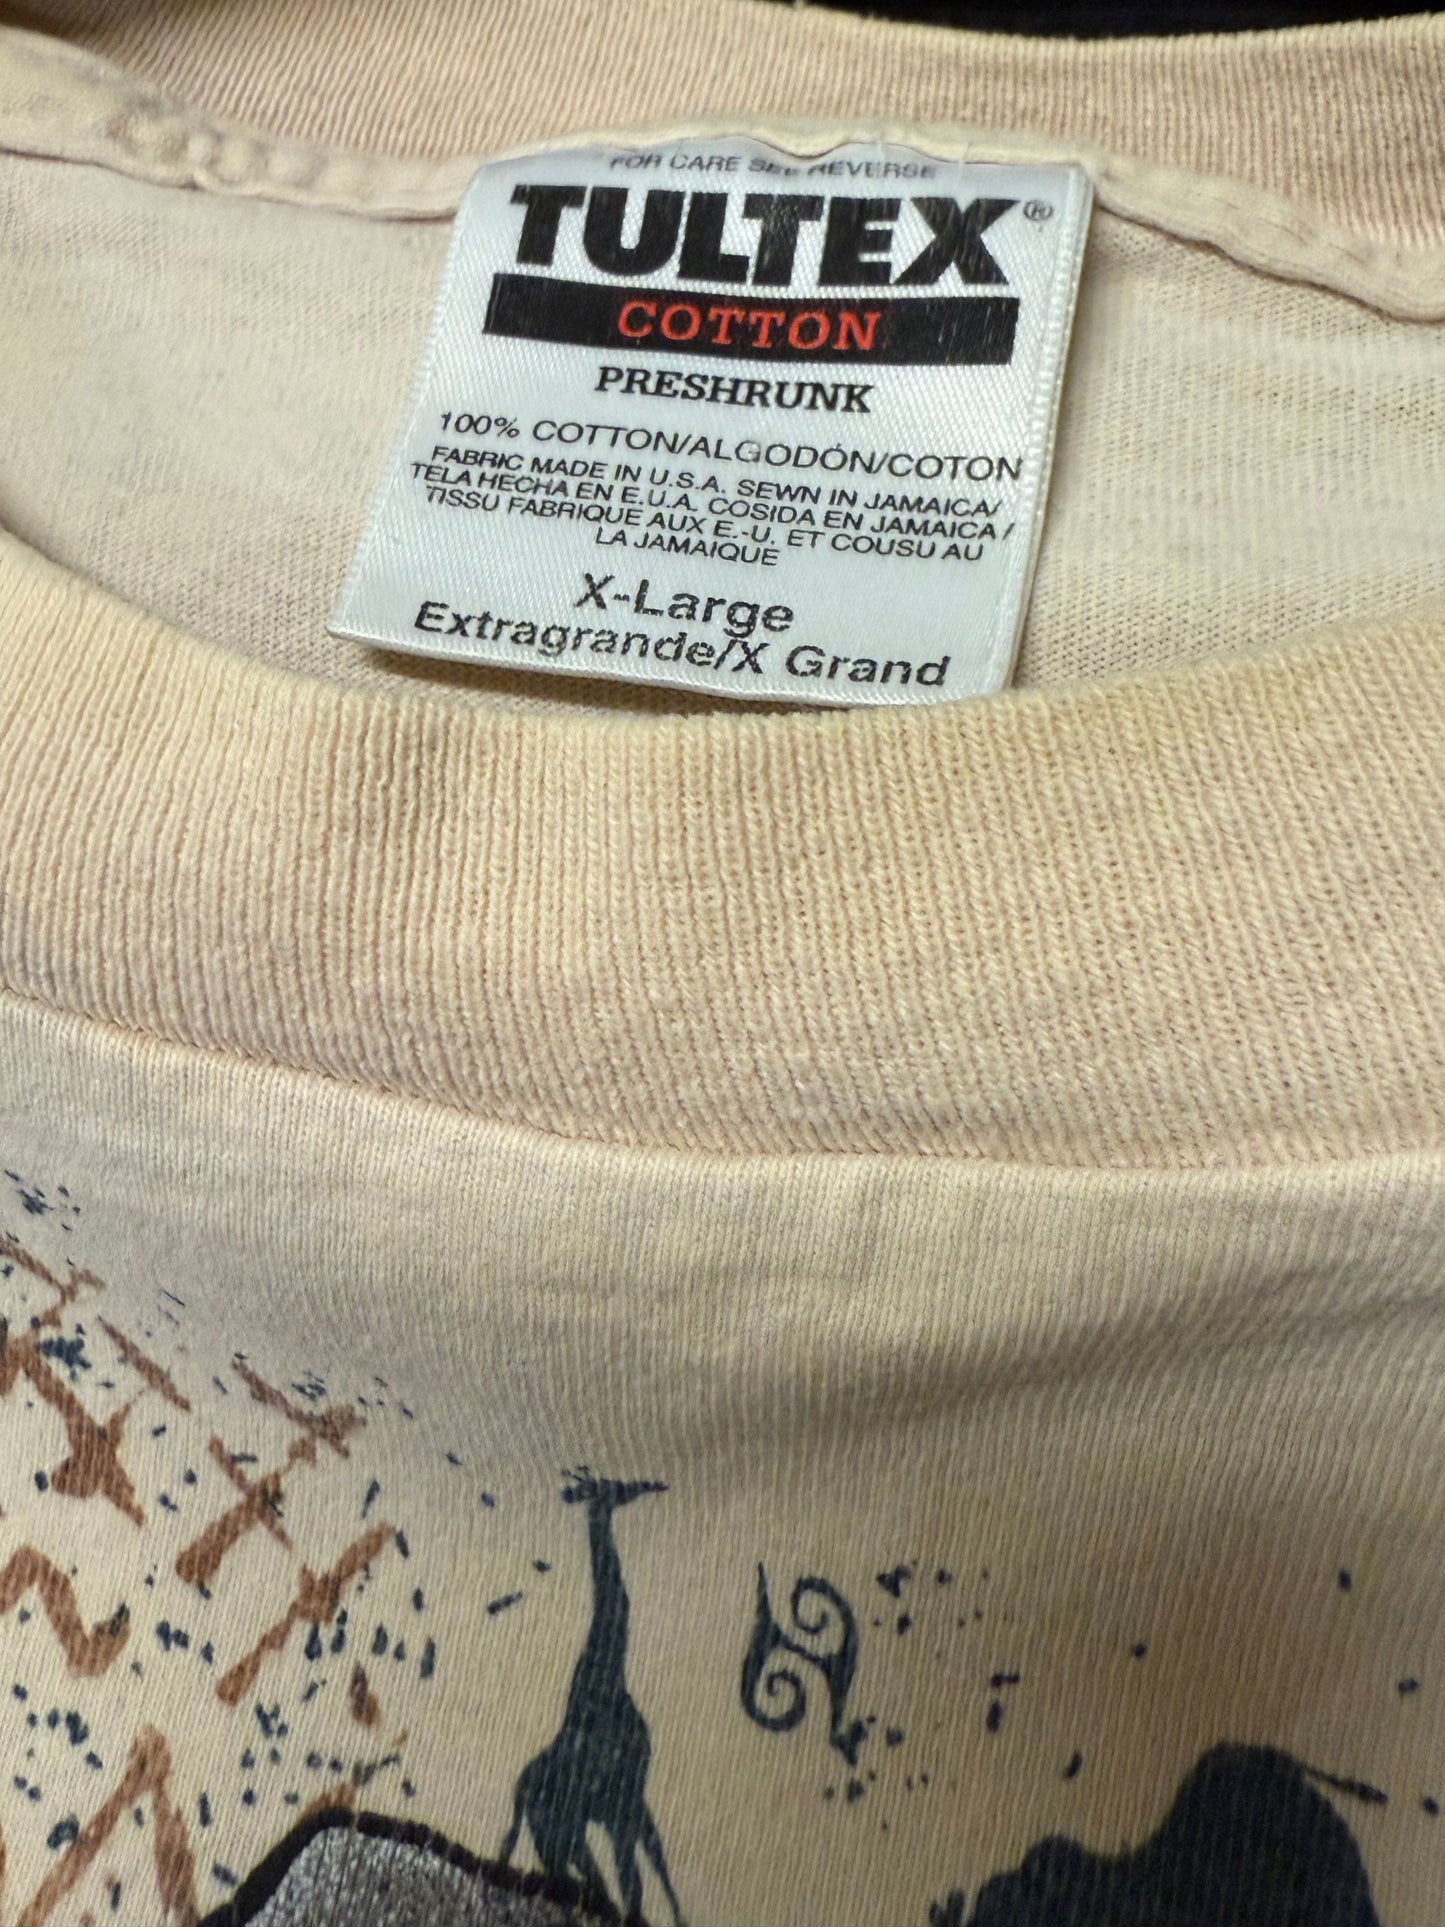 FOR CARE SEE REVERSE
TULTEX®
COTTON
PRESHRUNK
100% COTTON/ALGODÓN/COTON
FABRIC MADE IN U.S.A. SEWN IN JAMAICA/
TELA HECHA EN E.U.A. COSIDA EN JAMAICA/
TISSU FABRIQUE AUX E.-U. ET COUSU AU
LA JAMAIQUE
X-Large
Extragrande/X Grand